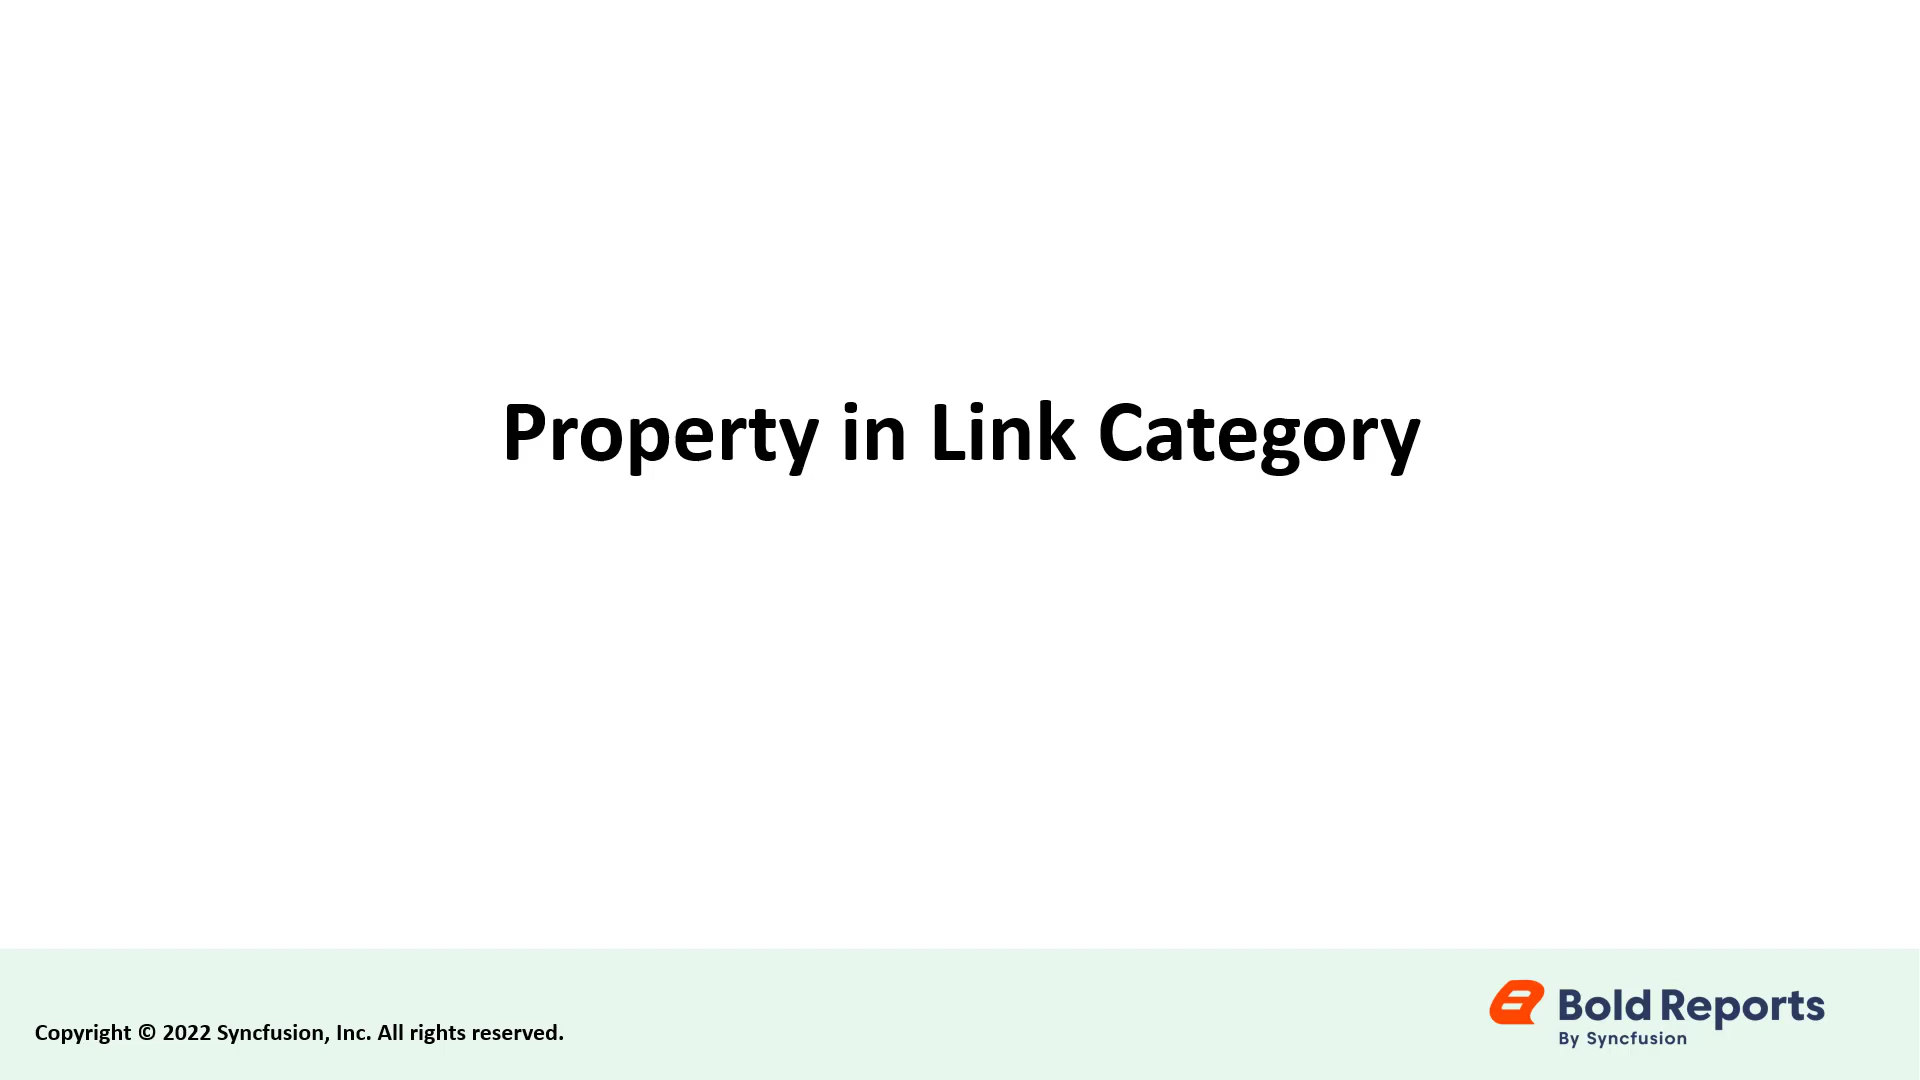 Property in Link Category
Copyright © 2022 Syncfusion, Inc. All rights reserved.
Bold Reports
By Syncfusion